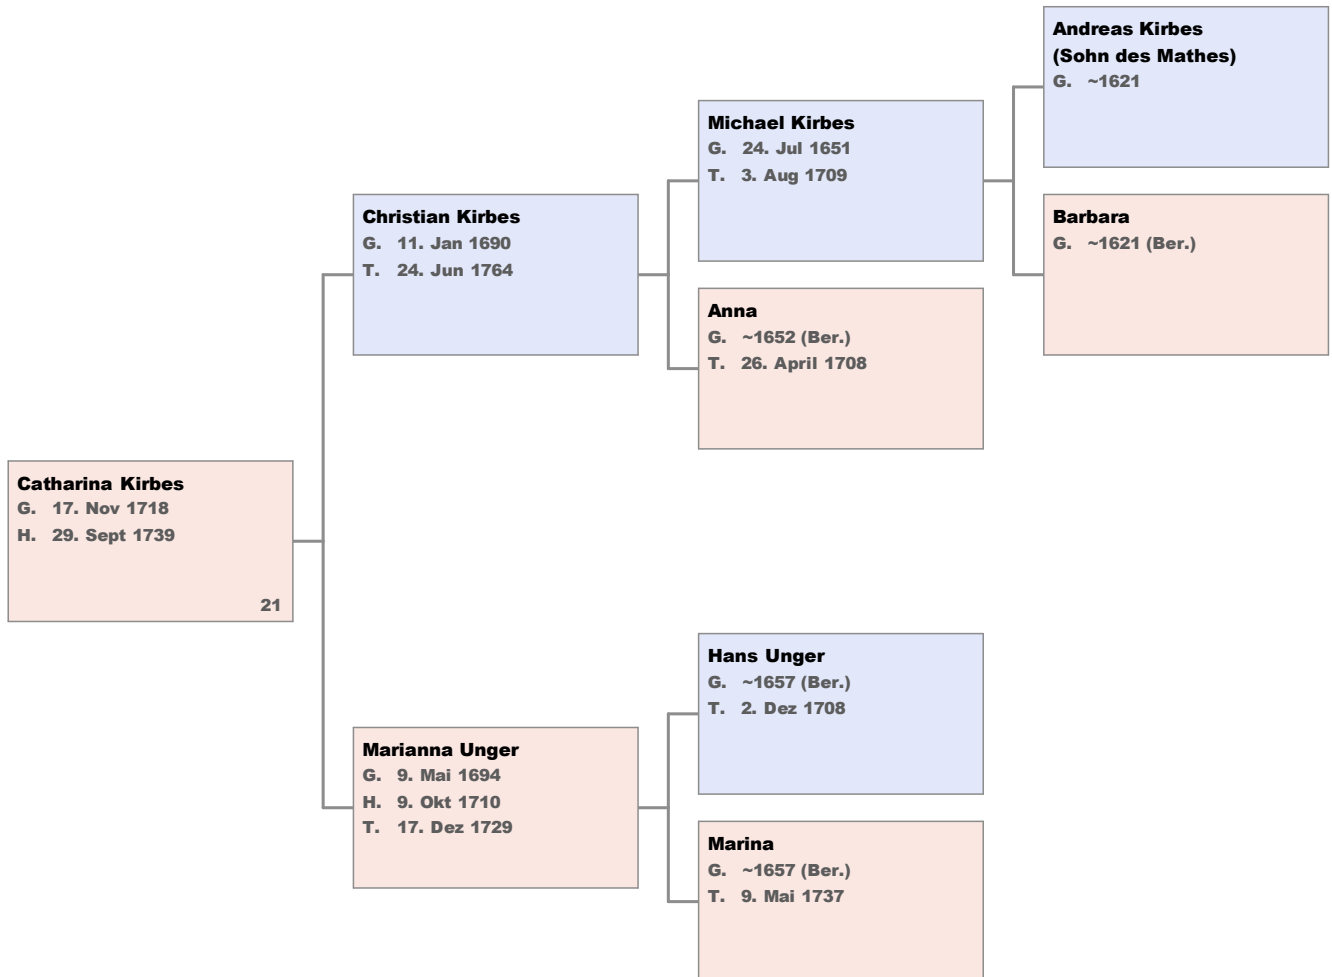 Andreas Kirbes
(Sohn des Mathes)
G. ~1621
Michael Kirbes
G. 24. Jul 1651
T. 3. Aug 1709
Christian Kirbes
G. 11. Jan 1690
T. 24. Jun 1764
Barbara
G. ~1621 (Ber.)
Anna
G. ~1652 (Ber.)
T. 26. April 1708
Catharina Kirbes
G. 17. Nov 1718
H. 29. Sept 1739
21
Hans Unger
G. ~1657 (Ber.)
T. 2. Dez 1708
Marianna Unger
G. 9. Mai 1694
H. 9. Okt 1710
T. 17. Dez 1729
Marina
G. ~1657 (Ber.)
T. 9. Mai 1737